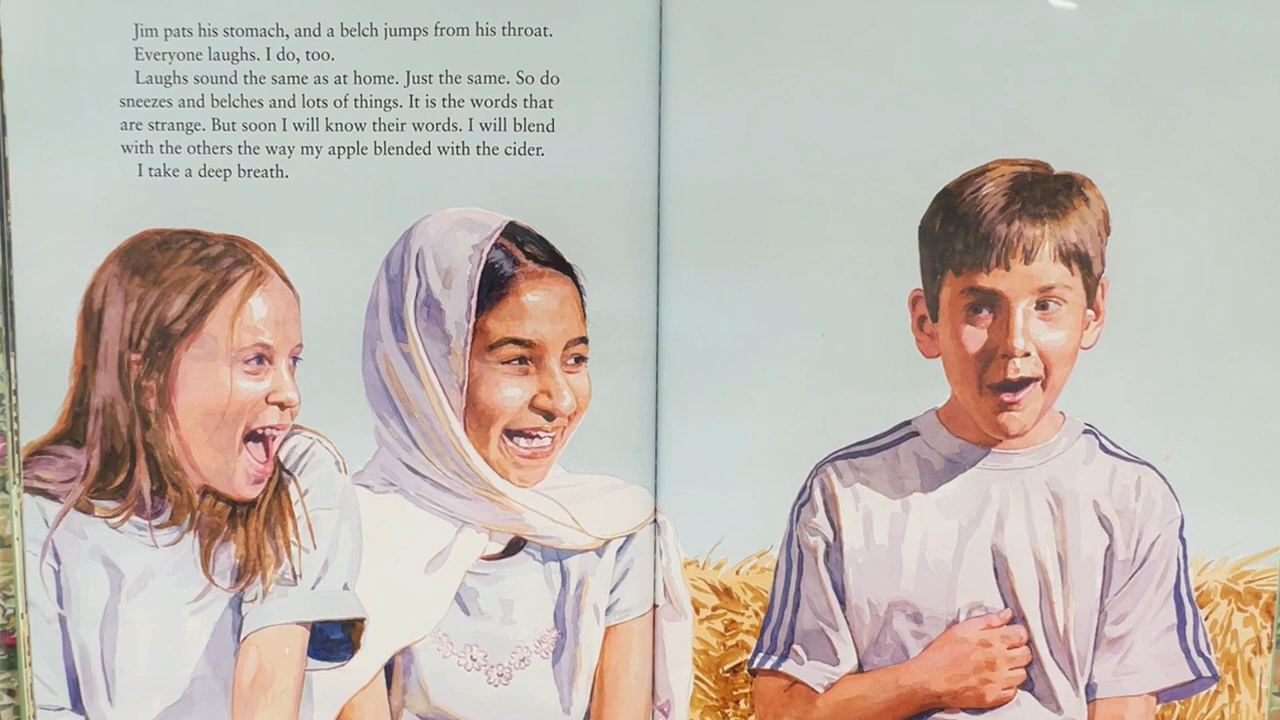 Jim pats his stomach, and a belch jumps from his throat.
Everyone laughs. I do, too.
Laughs sound the same as at home. Just the same. So do
sneezes and belches and lots of things. It is the words that
are strange. But soon I will know their words. I will blend
with the others the way my apple blended with the cider.
I take a deep breath.